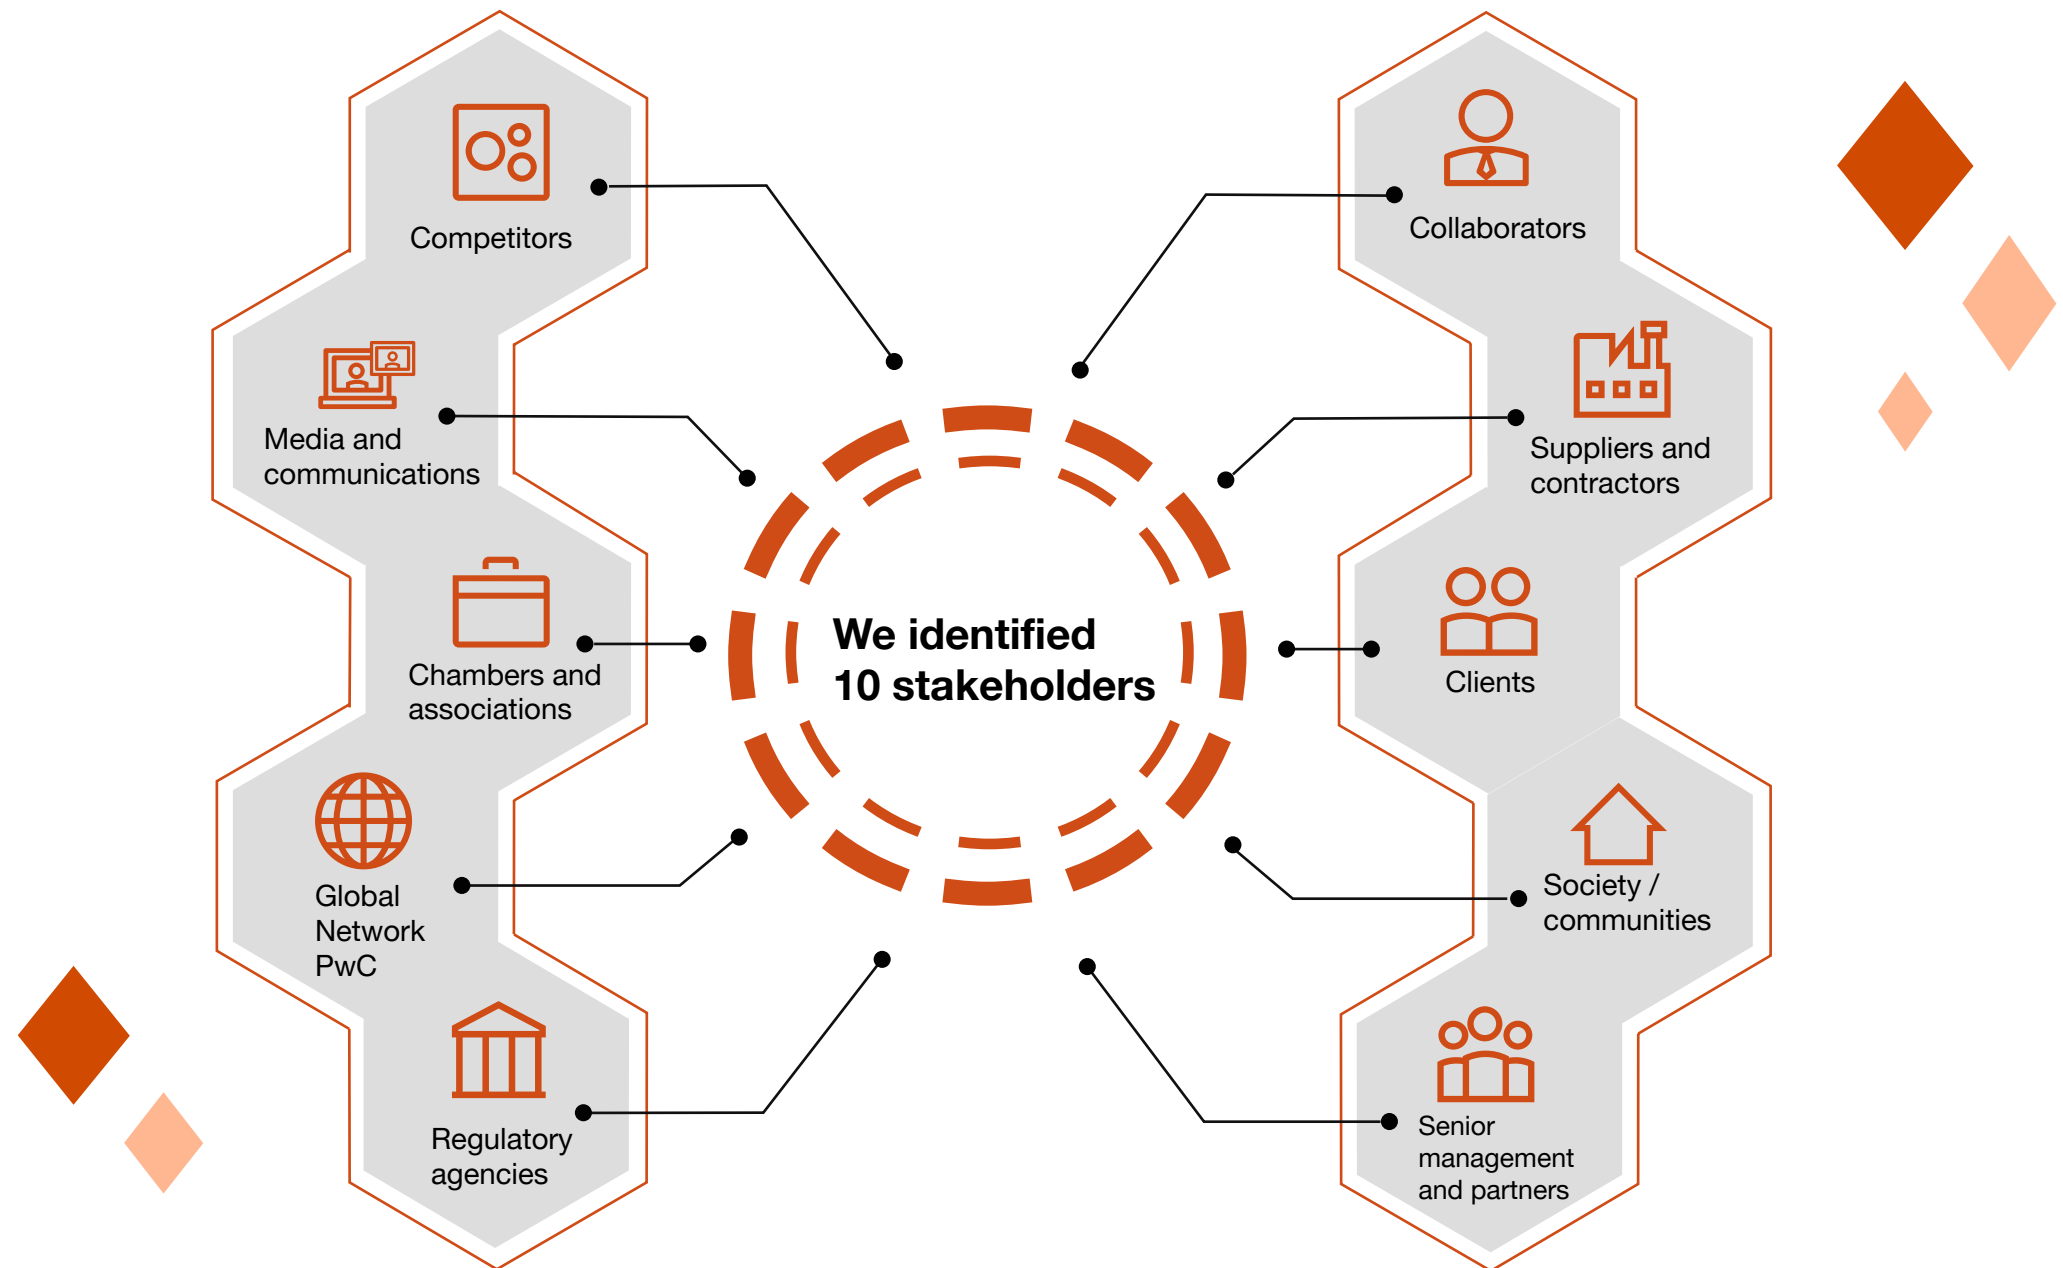 Competitors
Media and
communications
Chambers and
associations
Global
Network
PwC
Regulatory
agencies
We identified
10 stakeholders
Collaborators
Suppliers and
contractors
Clients
Society /
communities
Senior
management
and partners